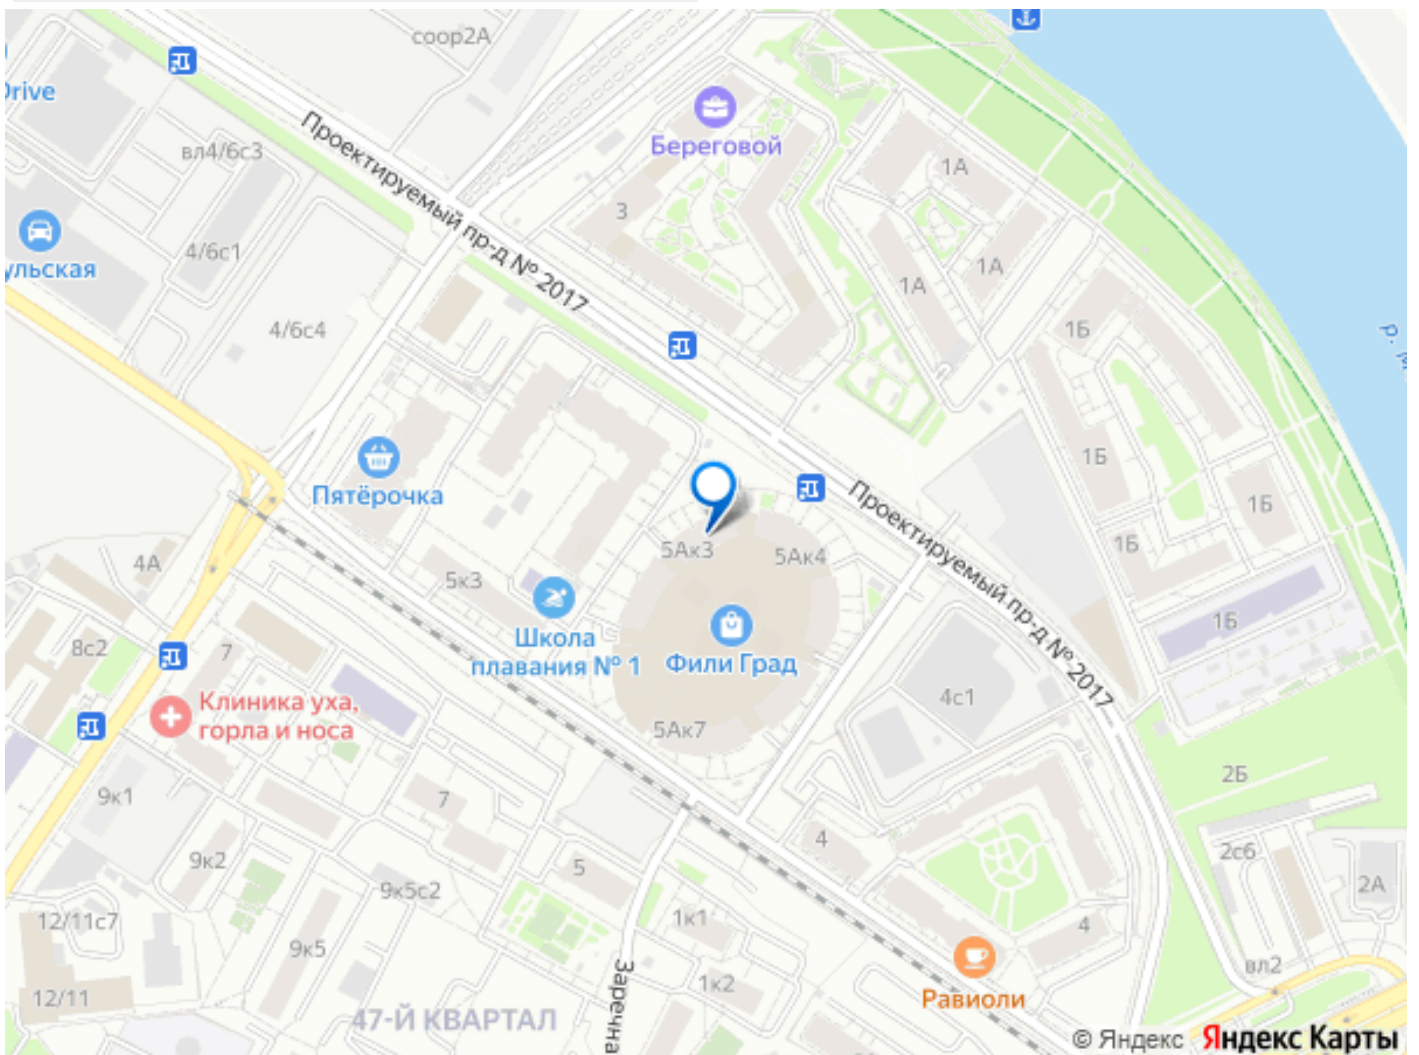 соор2А
Drive
Береговой
Проектируемый пр-д № 2017
вл4/6с3
1А
3
4/6с1
ульская
1А
1А
4/6с4
1Б
р. М
Пятёрочка
1Б
Проектируемый пр-д № 2017
1Б
5Ак3
5Ак4
1Б
4А
5к3
1Б
8с2
7
Школа
плавания № 1
Фили Град
4с1
Клиника уха,
горла и носа
5Ак7
2Б
9к1
7
4
2с6
9к2
5
2А
9к5с2
12/11с7
1к1
4
9к5
вл2
Заречна
1к2
12/11
Равиоли
47-Й КВАРТАЛ
© Яндекс Яндекс Карты